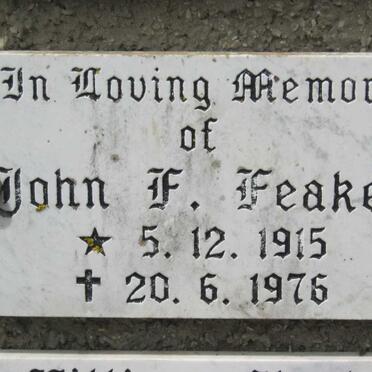 In Loving Memor
of
John F. Feake
★ 5. 12. 1915
✝ 20. 6. 1976